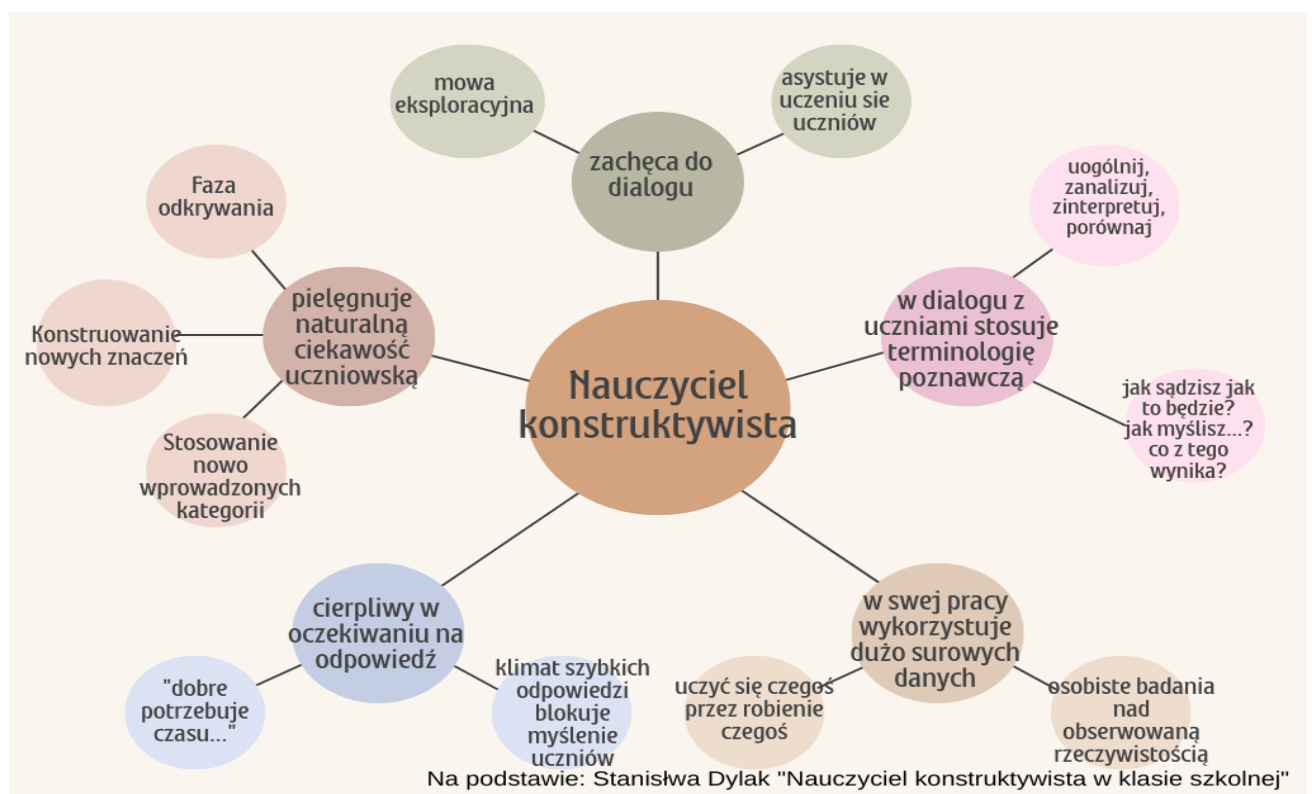 mowa
eksploracyjna
asystuje w
uczeniu sie
uczniów
zachęca do
dialogu
uogólnij,
zanalizuj,
zinterpretuj,
porównaj
Faza
odkrywania
pielęgnuje
naturalną
ciekawość
uczniowską
w dialogu z
uczniami stosuje
terminologię
poznawczą
Konstruowanie
nowych znaczeń
Nauczyciel
konstruktywista
jak sądzisz jak
to będzie?
jak myślisz...?
co z tego
wynika?
Stosowanie
nowo
wprowadzonych
kategorii
cierpliwy w
oczekiwaniu na
odpowiedź
w swej pracy
wykorzystuje
dużo surowych
danych
"dobre
potrzebuje
czasu..."
klimat szybkich
odpowiedzi
blokuje
myślenie
uczniów
uczyć się czegoś
przez robienie
czegoś
osobiste badania
nad
obserwowaną
rzeczywistością
Na podstawie: Stanisłwa Dylak "Nauczyciel konstruktywista w klasie szkolnej"